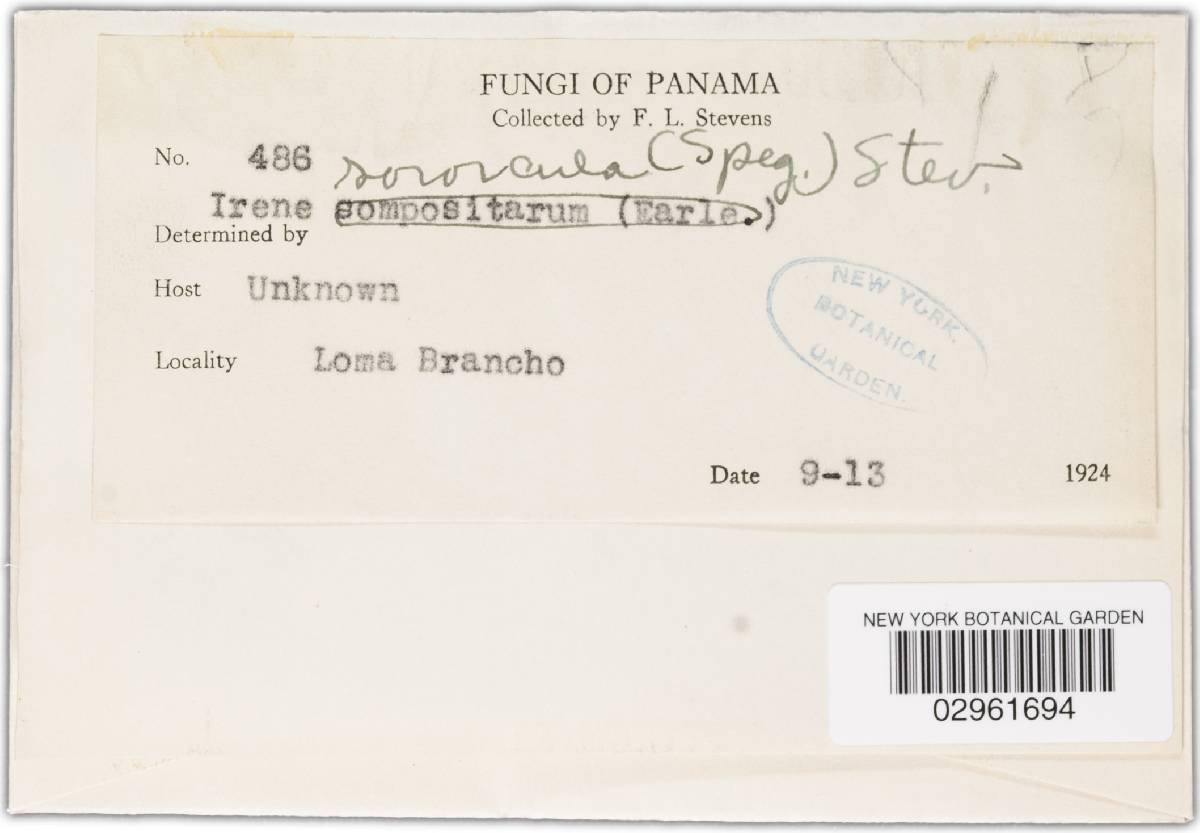 FUNGI OF PANAMA
Collected by F. L. Stevens
No. 486 sororcula (Speg.) Stev.
Irene compositarum (Earle.)
Determined by
Host Unknown
Locality Loma Brancho
NEW YORK
BOTANICAL
GARDEN.
Date 9-13 1924
NEW YORK BOTANICAL GARDEN
02961694